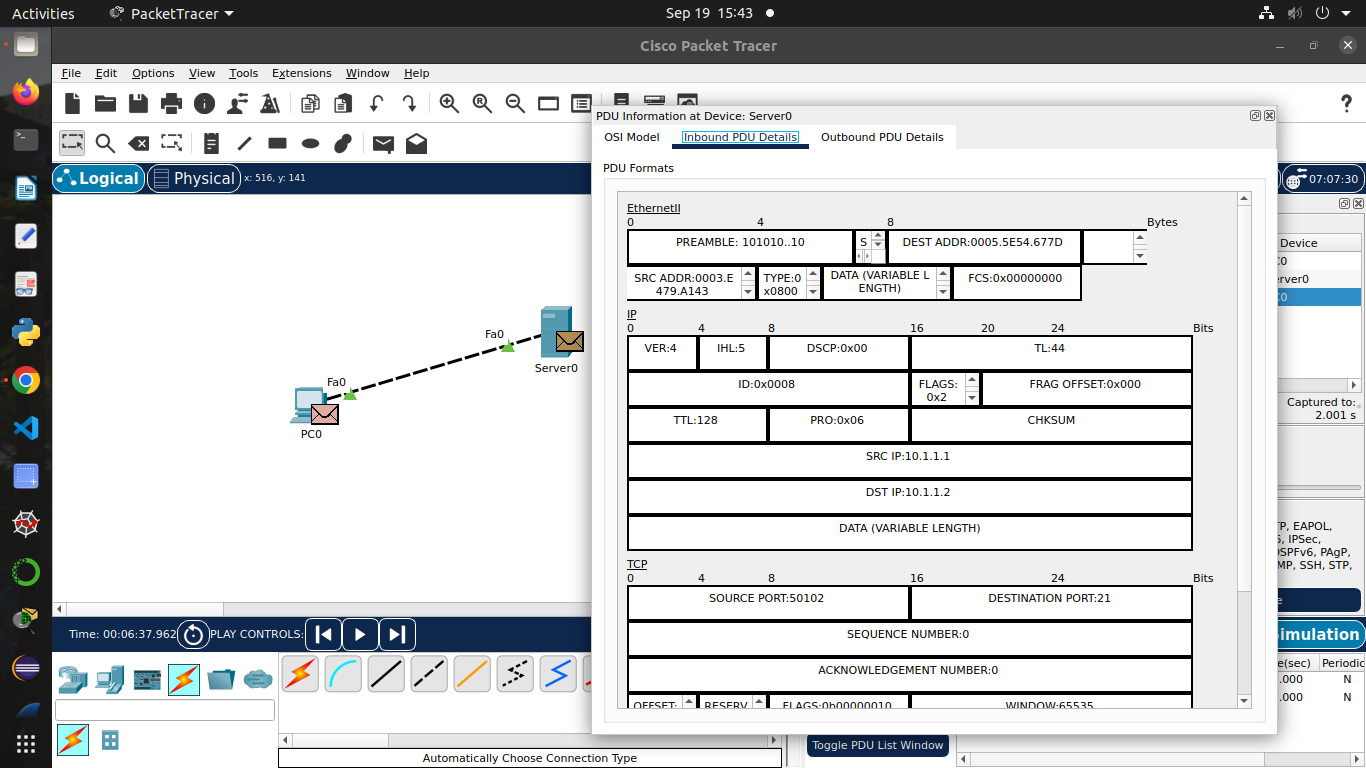 Activities PacketTracer Sep 19 15:43
Cisco Packet Tracer
File Edit Options View Tools Extensions Window Help
PDU Information at Device: Server0
OSI Model Inbound PDU Details Outbound PDU Details
Logical Physical x: 516, y: 141
07:07:30
PDU Formats
EthernetII
0 4 8 Bytes
PREAMBLE: 101010..10 S DEST ADDR:0005.5E54.677D
SRC ADDR:0003.E
479.A143
TYPE:0
x0800
DATA (VARIABLE L
ENGTH)
FCS:0x00000000
IP
0 4 8 16 20 24 Bits
VER:4 IHL:5 DSCP:0x00 TL:44
ID:0x0008
FLAGS:
0x2
FRAG OFFSET:0x000
TTL:128 PRO:0x06 CHKSUM
SRC IP:10.1.1.1
DST IP:10.1.1.2
DATA (VARIABLE LENGTH)
TCP
0 4 8 16 24 Bits
SOURCE PORT:50102 DESTINATION PORT:21
SEQUENCE NUMBER:0
ACKNOWLEDGEMENT NUMBER:0
OFFSET: RESERV FLAGS:0b00000010 WINDOW:65535
Fa0
Server0
Fa0
PC0
Device
C0
erver0
C0
Captured to:
2.001 s
TP, EAPOL,
, IPSec,
OSPFv6, PAgP,
MP, SSH, STP,
Time: 00:06:37.962 PLAY CONTROLS:
imulation
e(sec) Periodic
.000 N
.000 N
Toggle PDU List Window
Automatically Choose Connection Type